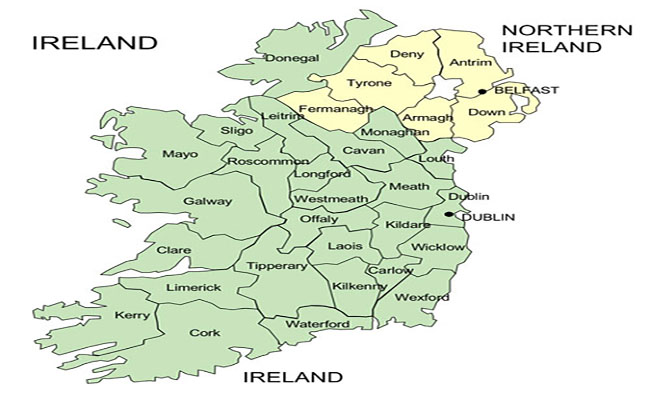 IRELAND
NORTHERN
IRELAND
Donegal
Deny
Antrim
Tyrone
BELFAST
Fermanagh
Leitrim
Armagh
Down
Sligo
Monaghan
Mayo
Roscommon
Cavan
Louth
Longford
Meath
Galway
Westmeath
Dublin
Offaly
Kildare
DUBLIN
Clare
Laois
Wicklow
Tipperary
Carlow
Limerick
Kilkenny
Wexford
Kerry
Cork
Waterford
IRELAND